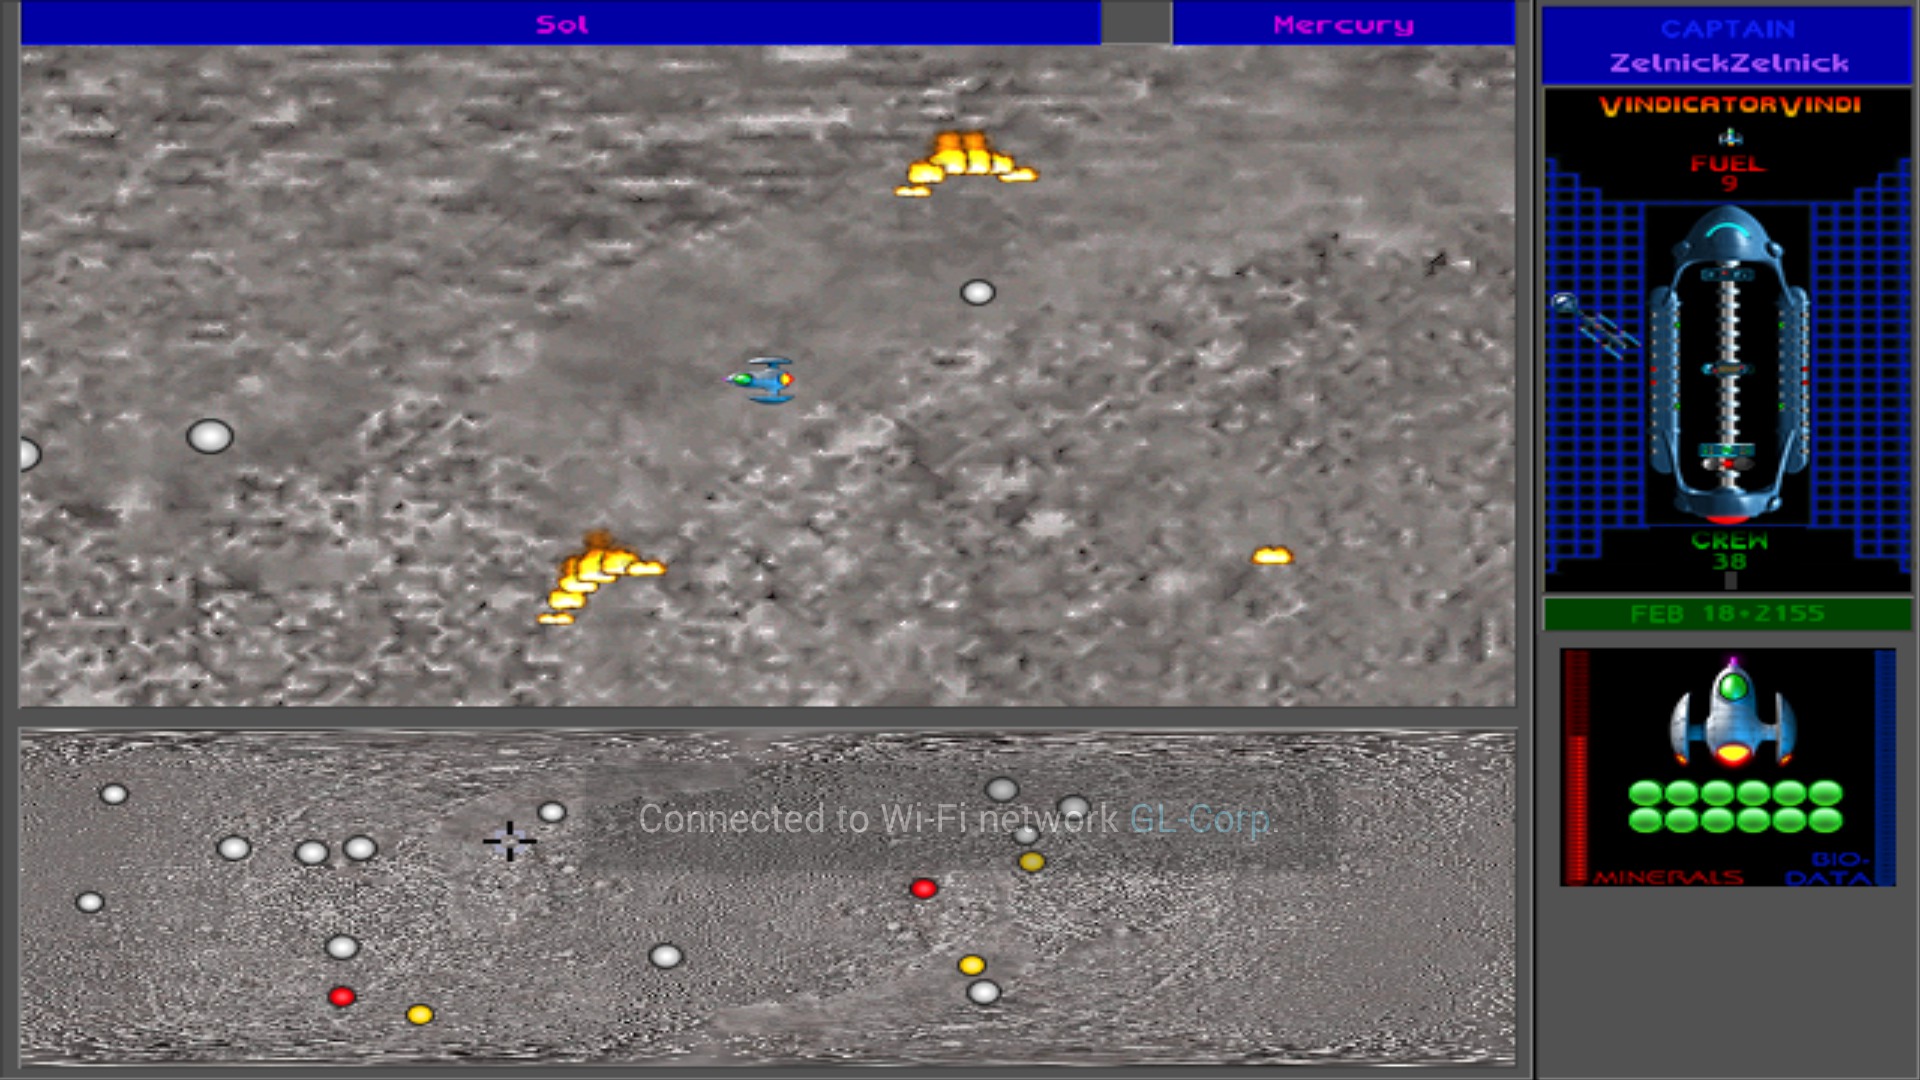 Sol
Mercury
CAPTAIN
ZelnickZelnick
VINDICATORVINDI
FUEL
9
CREW
38
FEB 18·2155
Connected to Wi-Fi network GL-Corp.
MINERALS
BIO-
DATA